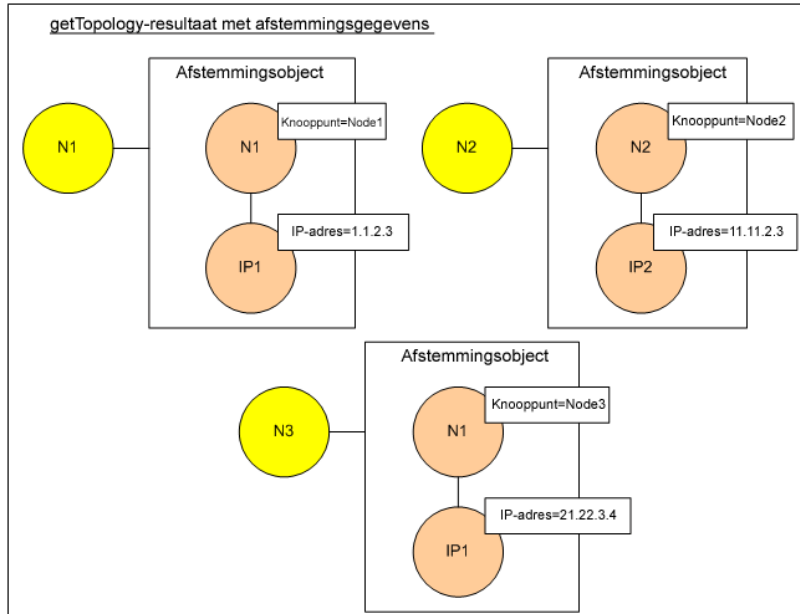 getTopology-resultaat met afstemmingsgegevens
Afstemmingsobject
N1
N1
Knooppunt=Node1
IP-adres=1.1.2.3
IP1
Afstemmingsobject
N2
N2
Knooppunt=Node2
IP-adres=11.11.2.3
IP2
Afstemmingsobject
N3
N1
Knooppunt=Node3
IP-adres=21.22.3.4
IP1